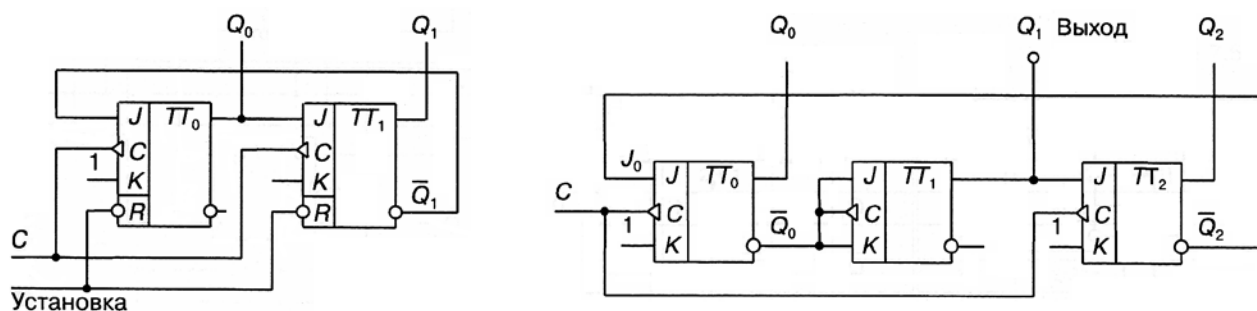 Q₀ Q₁
J TT₀ J TT₁
C C
1 K K Q̅₁
R R
C
Установка
Q₀ Q₁ Выход Q₂
J₀ J TT₀ J TT₁ J TT₂
C C C C
1 K Q̅₀ K 1 K Q̅₂